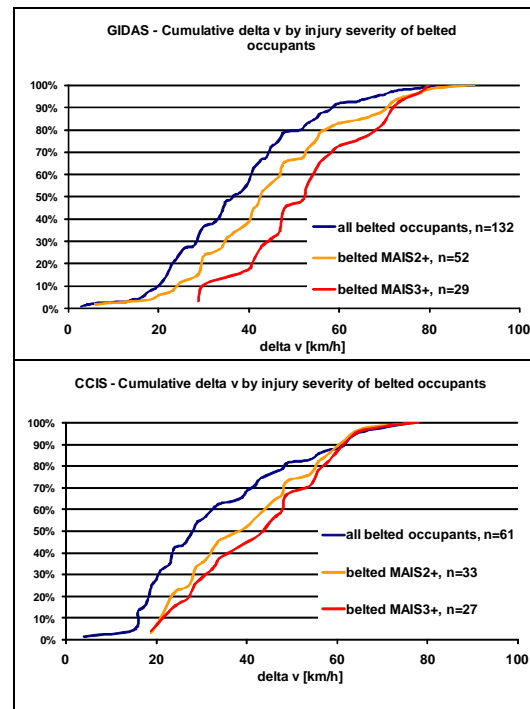 GIDAS - Cumulative delta v by injury severity of belted
occupants
100%
90%
80%
70%
60%
50%
40%
30%
20%
10%
0%
all belted occupants, n=132
belted MAIS2+, n=52
belted MAIS3+, n=29
0 20 40 60 80 100
delta v [km/h]
CCIS - Cumulative delta v by injury severity of belted occupants
100%
90%
80%
70%
60%
50%
40%
30%
20%
10%
0%
all belted occupants, n=61
belted MAIS2+, n=33
belted MAIS3+, n=27
0 20 40 60 80 100
delta v [km/h]